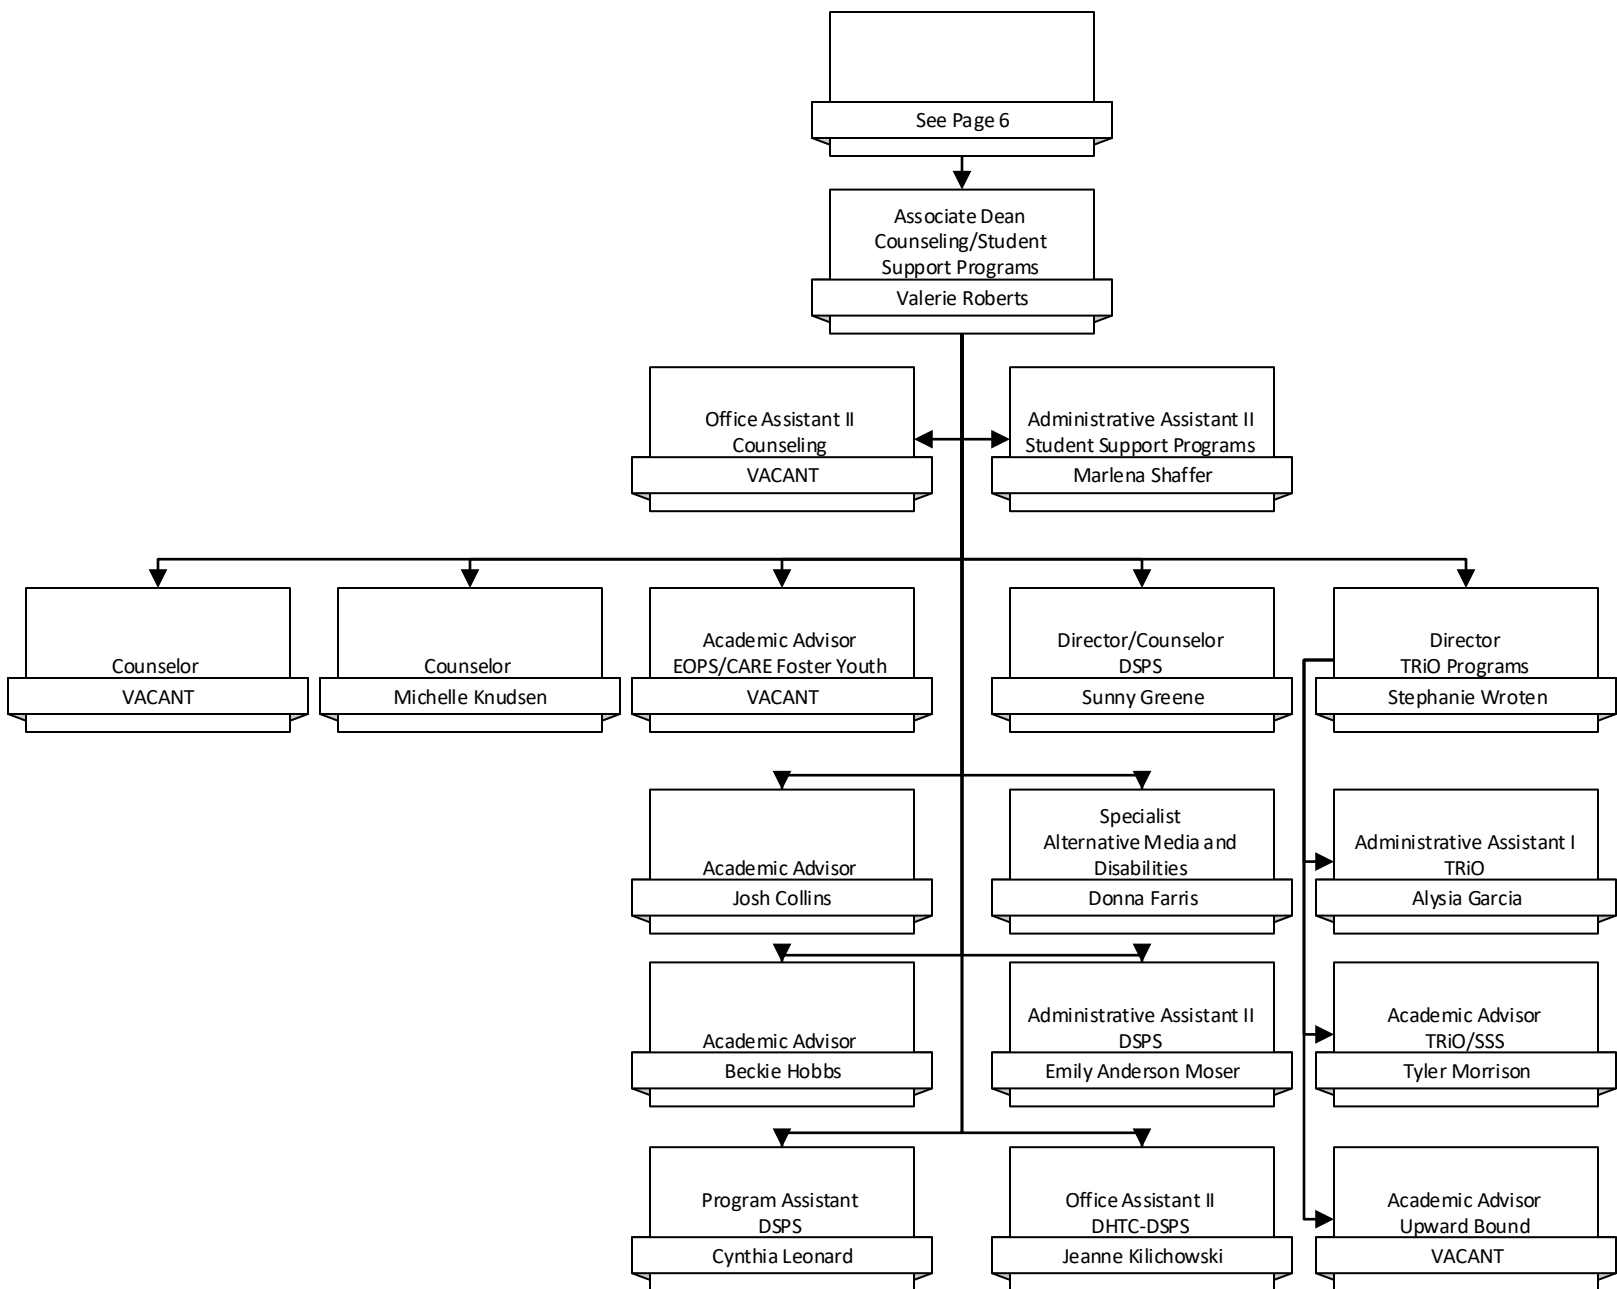 See Page 6
Associate Dean
Counseling/Student
Support Programs
Valerie Roberts
Office Assistant II
Counseling
VACANT
Administrative Assistant II
Student Support Programs
Marlena Shaffer
Counselor
VACANT
Counselor
Michelle Knudsen
Academic Advisor
EOPS/CARE Foster Youth
VACANT
Director/Counselor
DSPS
Sunny Greene
Director
TRiO Programs
Stephanie Wroten
Academic Advisor
Josh Collins
Specialist
Alternative Media and
Disabilities
Donna Farris
Administrative Assistant I
TRiO
Alysia Garcia
Academic Advisor
Beckie Hobbs
Administrative Assistant II
DSPS
Emily Anderson Moser
Academic Advisor
TRiO/SSS
Tyler Morrison
Program Assistant
DSPS
Cynthia Leonard
Office Assistant II
DHTC-DSPS
Jeanne Kilichowski
Academic Advisor
Upward Bound
VACANT